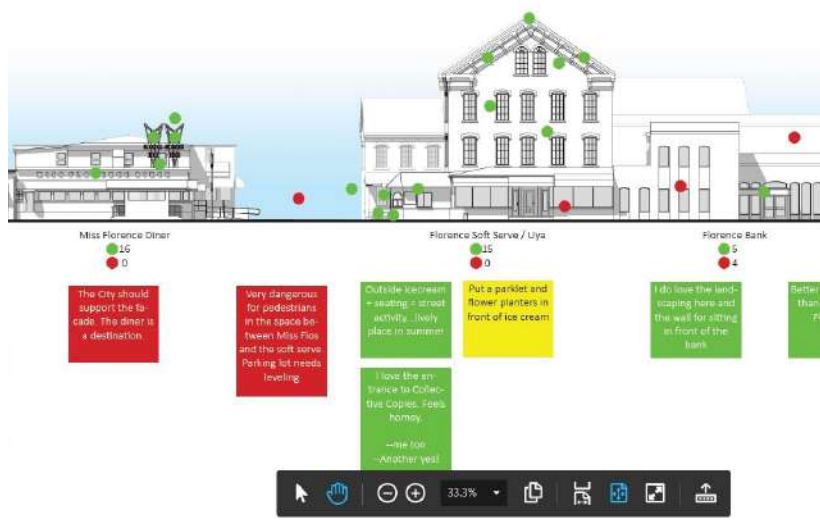 Miss Florence Diner
16
0
Florence Soft Serve / Uya
15
0
Florence Bank
5
4
The City should
support the fa-
cade. The diner is
a destination.
Very dangerous
for pedestrians
in the space be-
tween Miss Flos
and the soft serve
Parking lot needs
leveling
Outside icecream
+ seating = street
activity...lively
place in summer
Put a parklet and
flower planters in
front of ice cream
I do love the land-
scaping here and
the wall for sitting
in front of the
bank
Better
than
I love the en-
trance to Collec-
tive Copies. Feels
homey.
--me too
--Another yes!
33.3%